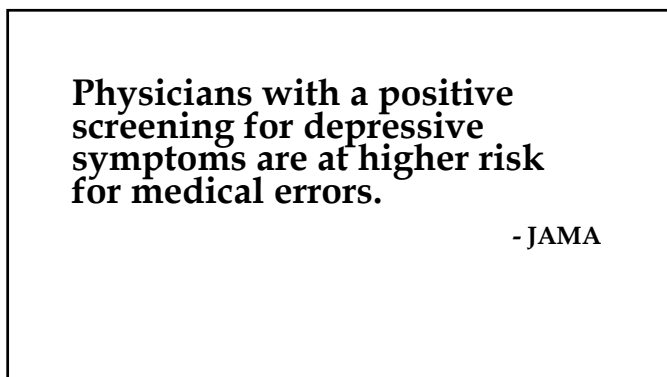 Physicians with a positive
screening for depressive
symptoms are at higher risk
for medical errors.
- JAMA